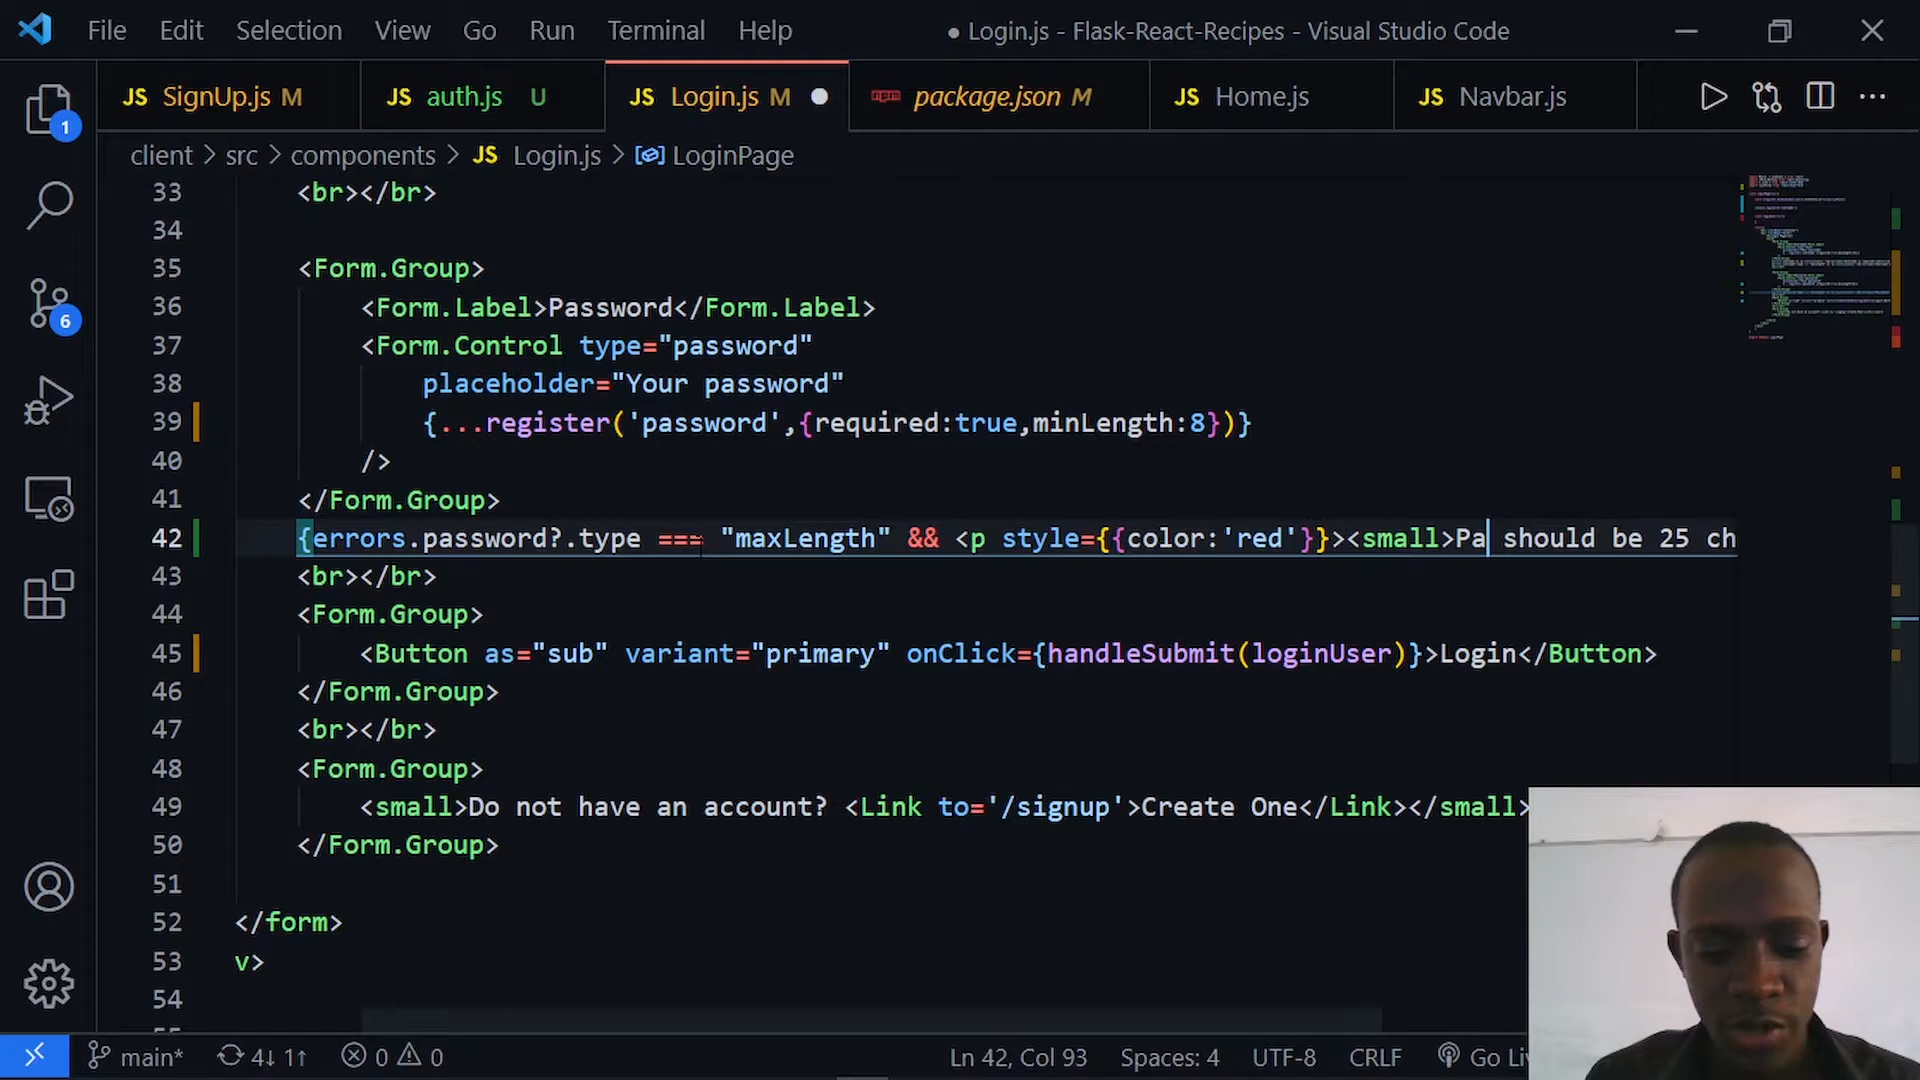 File Edit Selection View Go Run Terminal Help ● Login.js - Flask-React-Recipes - Visual Studio Code
JS SignUp.js M JS auth.js U JS Login.js M package.json M JS Home.js JS Navbar.js
client > src > components > JS Login.js > LoginPage
33 <br></br>
34
35 <Form.Group>
36 <Form.Label>Password</Form.Label>
37 <Form.Control type="password"
38 placeholder="Your password"
39 {...register('password',{required:true,minLength:8})}
40 />
41 </Form.Group>
42 {errors.password?.type === "maxLength" && <p style={{color:'red'}}><small>Pa should be 25 ch
43 <br></br>
44 <Form.Group>
45 <Button as="sub" variant="primary" onClick={handleSubmit(loginUser)}>Login</Button>
46 </Form.Group>
47 <br></br>
48 <Form.Group>
49 <small>Do not have an account? <Link to='/signup'>Create One</Link></small>
50 </Form.Group>
51
52 </form>
53 v>
54
1
6
main* 4↓ 1↑ 0 0 Ln 42, Col 93 Spaces: 4 UTF-8 CRLF Go